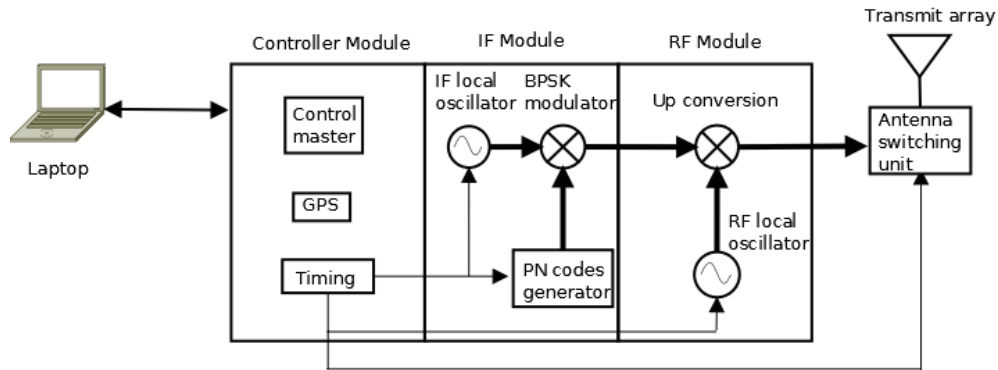 Transmit array
Controller Module
IF Module
RF Module
IF local
oscillator
BPSK
modulator
Up conversion
Control
master
Antenna
switching
unit
Laptop
GPS
RF local
oscillator
Timing
PN codes
generator